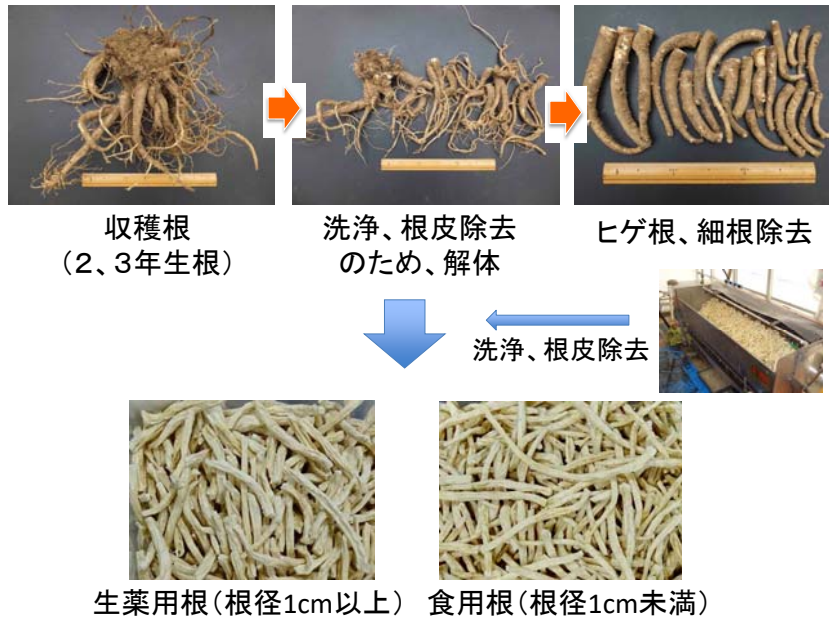 収穫根
（２、３年生根）
洗浄、根皮除去
のため、解体
ヒゲ根、細根除去
洗浄、根皮除去
生薬用根（根径1cm以上）
食用根（根径1cm未満）